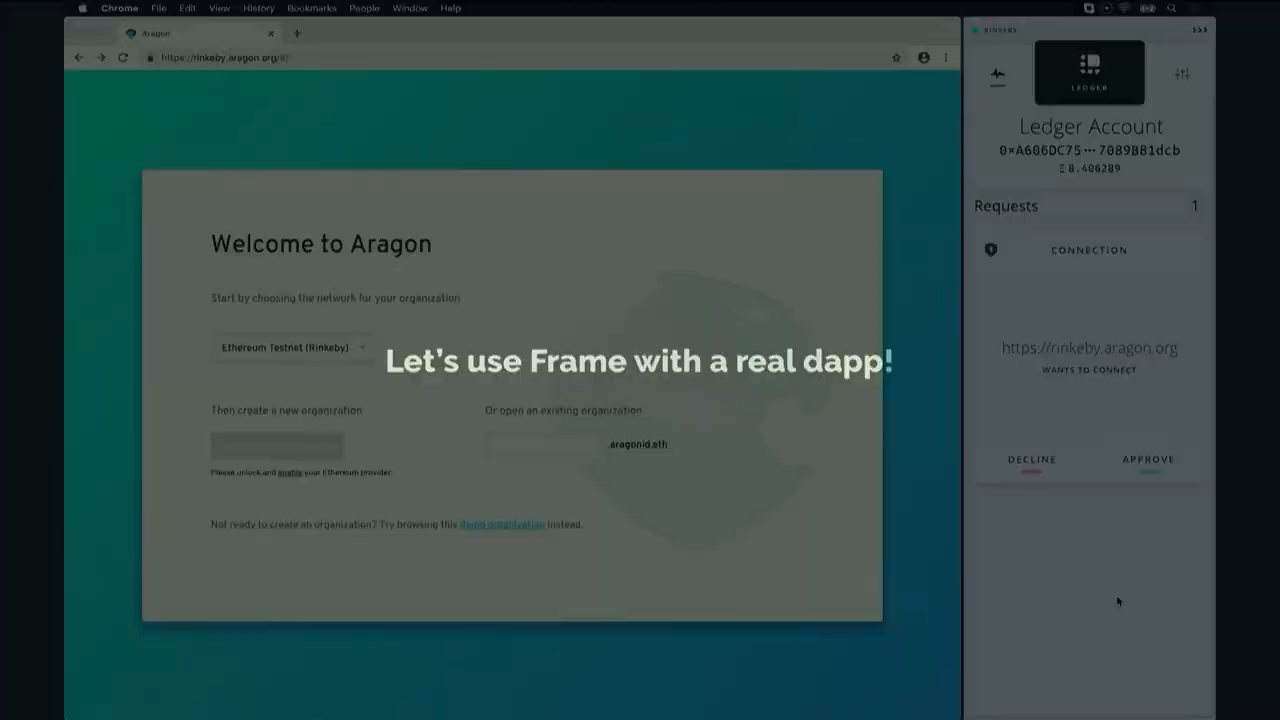 Chrome File Edit View History Bookmarks People Window Help
Aragon
https://rinkeby.aragon.org/#/
RINKEBY
LEDGER
Ledger Account
0×A606DC75···7089B81dcb
Ξ 8.406289
Requests 1
CONNECTION
https://rinkeby.aragon.org
WANTS TO CONNECT
DECLINE APPROVE
Welcome to Aragon
Start by choosing the network for your organization
Ethereum Testnet (Rinkeby)
Let's use Frame with a real dapp!
Then create a new organization
Or open an existing organization
.aragonid.eth
Please unlock and enable your Ethereum provider.
Not ready to create an organization? Try browsing this demo organization instead.